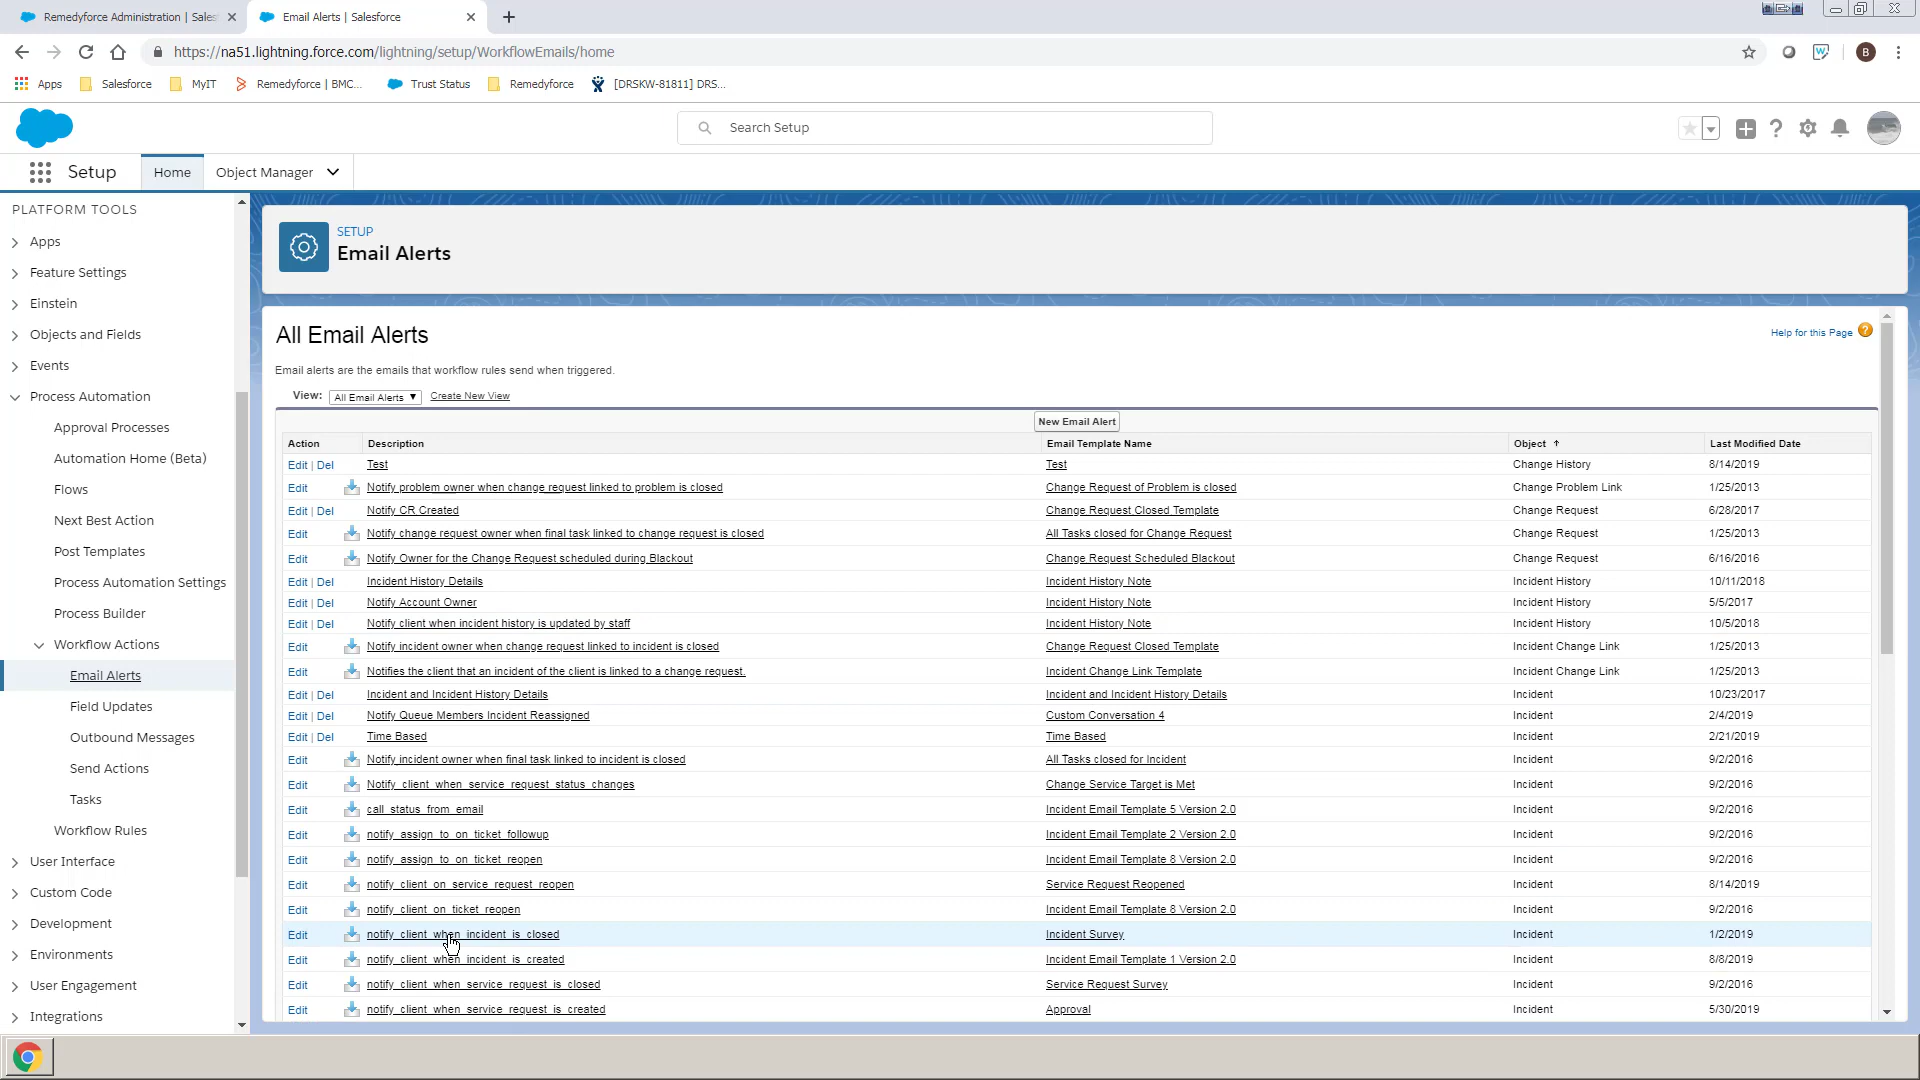 Remedyforce Administration | Sales
Email Alerts | Salesforce
https://na51.lightning.force.com/lightning/setup/WorkflowEmails/home
B
Apps
Salesforce
MyIT
Remedyforce | BMC...
Trust Status
Remedyforce
[DRSKW-81811] DRS...
Search Setup
Setup
Home
Object Manager
PLATFORM TOOLS
Apps
Feature Settings
Einstein
Objects and Fields
Events
Process Automation
Approval Processes
Automation Home (Beta)
Flows
Next Best Action
Post Templates
Process Automation Settings
Process Builder
Workflow Actions
Email Alerts
Field Updates
Outbound Messages
Send Actions
Tasks
Workflow Rules
User Interface
Custom Code
Development
Environments
User Engagement
Integrations
SETUP
Email Alerts
All Email Alerts
Help for this Page
Email alerts are the emails that workflow rules send when triggered.
View: All Email Alerts Create New View
New Email Alert
Action Description Email Template Name Object Last Modified Date
Edit | Del Test Test Change History 8/14/2019
Edit Notify problem owner when change request linked to problem is closed Change Request of Problem is closed Change Problem Link 1/25/2013
Edit | Del Notify CR Created Change Request Closed Template Change Request 6/28/2017
Edit Notify change request owner when final task linked to change request is closed All Tasks closed for Change Request Change Request 1/25/2013
Edit Notify Owner for the Change Request scheduled during Blackout Change Request Scheduled Blackout Change Request 6/16/2016
Edit | Del Incident History Details Incident History Note Incident History 10/11/2018
Edit | Del Notify Account Owner Incident History Note Incident History 5/5/2017
Edit | Del Notify client when incident history is updated by staff Incident History Note Incident History 10/5/2018
Edit Notify incident owner when change request linked to incident is closed Change Request Closed Template Incident Change Link 1/25/2013
Edit Notifies the client that an incident of the client is linked to a change request. Incident Change Link Template Incident Change Link 1/25/2013
Edit | Del Incident and Incident History Details Incident and Incident History Details Incident 10/23/2017
Edit | Del Notify Queue Members Incident Reassigned Custom Conversation 4 Incident 2/4/2019
Edit | Del Time Based Time Based Incident 2/21/2019
Edit Notify incident owner when final task linked to incident is closed All Tasks closed for Incident Incident 9/2/2016
Edit Notify_client_when_service_request_status_changes Change Service Target is Met Incident 9/2/2016
Edit call_status_from_email Incident Email Template 5 Version 2.0 Incident 9/2/2016
Edit notify_assign_to_on_ticket_followup Incident Email Template 2 Version 2.0 Incident 9/2/2016
Edit notify_assign_to_on_ticket_reopen Incident Email Template 8 Version 2.0 Incident 9/2/2016
Edit notify_client_on_service_request_reopen Service Request Reopened Incident 8/14/2019
Edit notify_client_on_ticket_reopen Incident Email Template 8 Version 2.0 Incident 9/2/2016
Edit notify_client_when_incident_is_closed Incident Survey Incident 1/2/2019
Edit notify_client_when_incident_is_created Incident Email Template 1 Version 2.0 Incident 8/8/2019
Edit notify_client_when_service_request_is_closed Service Request Survey Incident 9/2/2016
Edit notify_client_when_service_request_is_created Approval Incident 5/30/2019